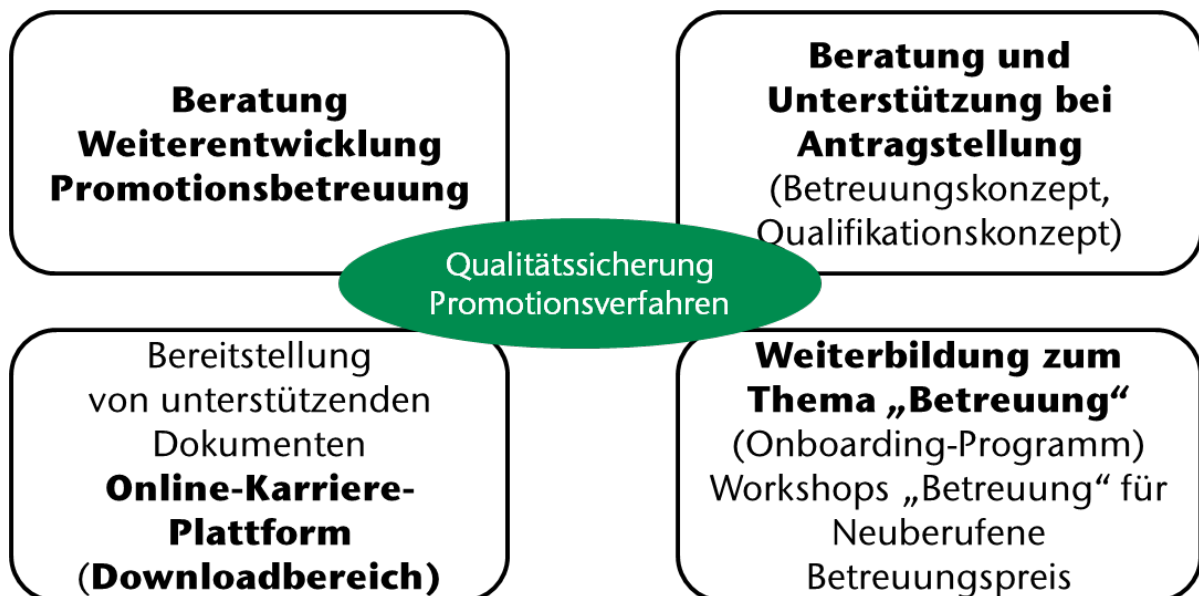 Beratung
Weiterentwicklung
Promotionsbetreuung
Beratung und
Unterstützung bei
Antragstellung
(Betreuungskonzept,
Qualifikationskonzept)
Qualitätssicherung
Promotionsverfahren
Bereitstellung
von unterstützenden
Dokumenten
Online-Karriere-
Plattform
(Downloadbereich)
Weiterbildung zum
Thema „Betreuung“
(Onboarding-Programm)
Workshops „Betreuung“ für
Neuberufene
Betreuungspreis